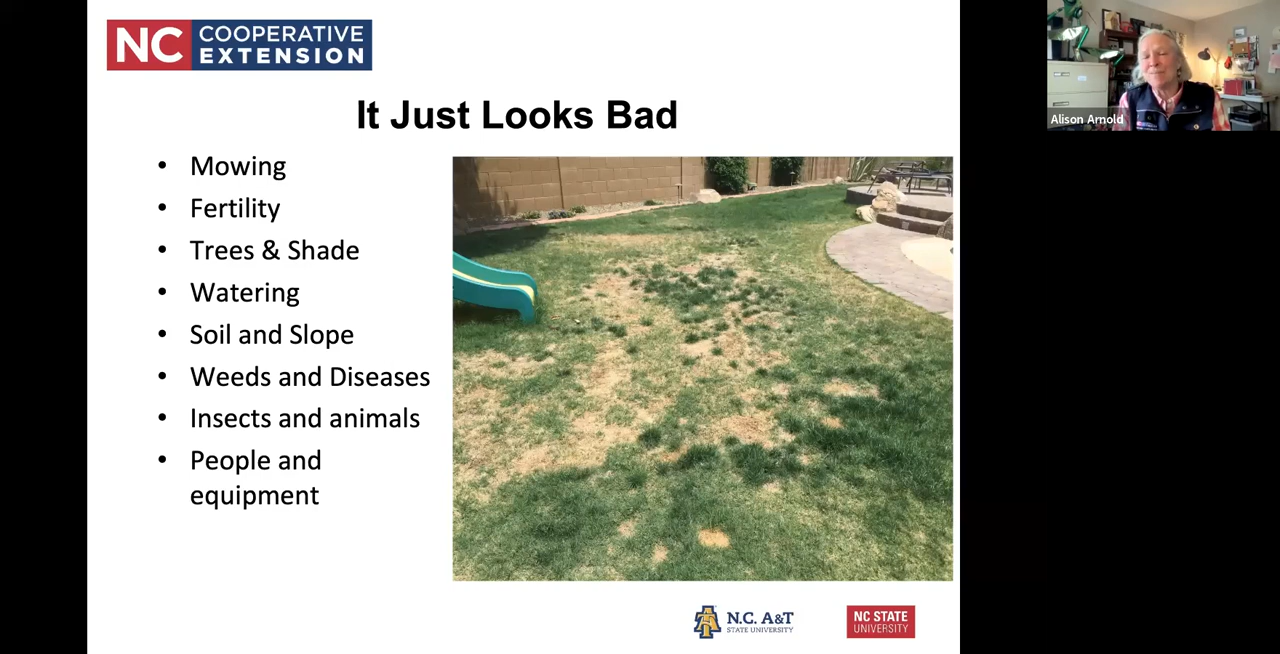 NC COOPERATIVE
EXTENSION
It Just Looks Bad
• Mowing
• Fertility
• Trees & Shade
• Watering
• Soil and Slope
• Weeds and Diseases
• Insects and animals
• People and
equipment
Alison Arnold
N.C. A&T
STATE UNIVERSITY
NC STATE
UNIVERSITY